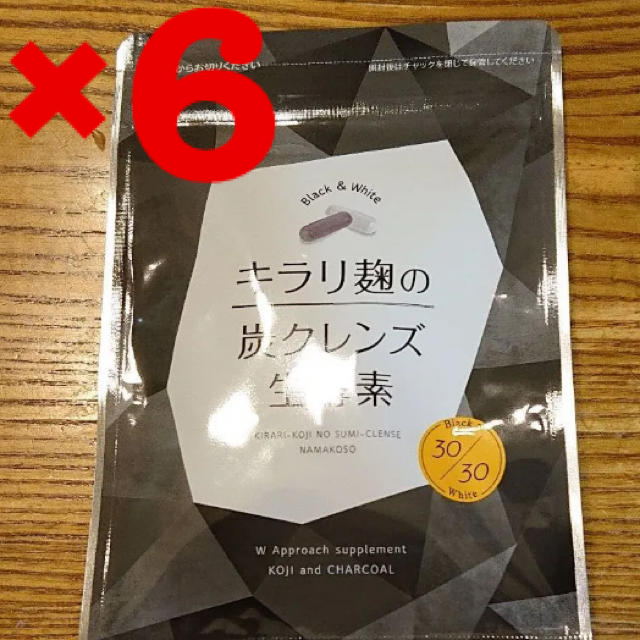 ×6
からお切りください
開封後はチャックを閉じて保管してください
Black & White
キラリ麹の
炭クレンズ
生酵素
KIRARI-KOJI NO SUMI-CLENSE
NAMAKOSO
Black
30/30
White
W Approach supplement
KOJI and CHARCOAL